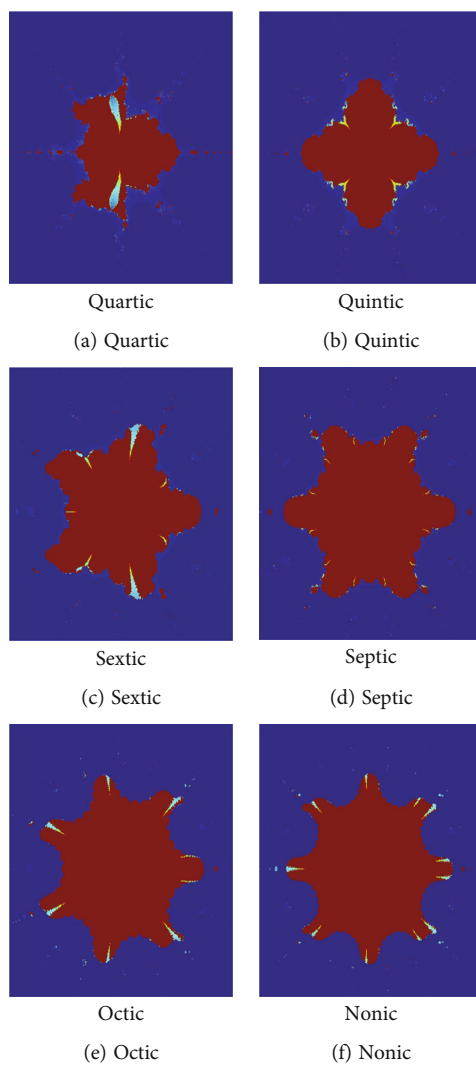 Quartic
Quintic
(a) Quartic
(b) Quintic
Sextic
Septic
(c) Sextic
(d) Septic
Octic
Nonic
(e) Octic
(f) Nonic